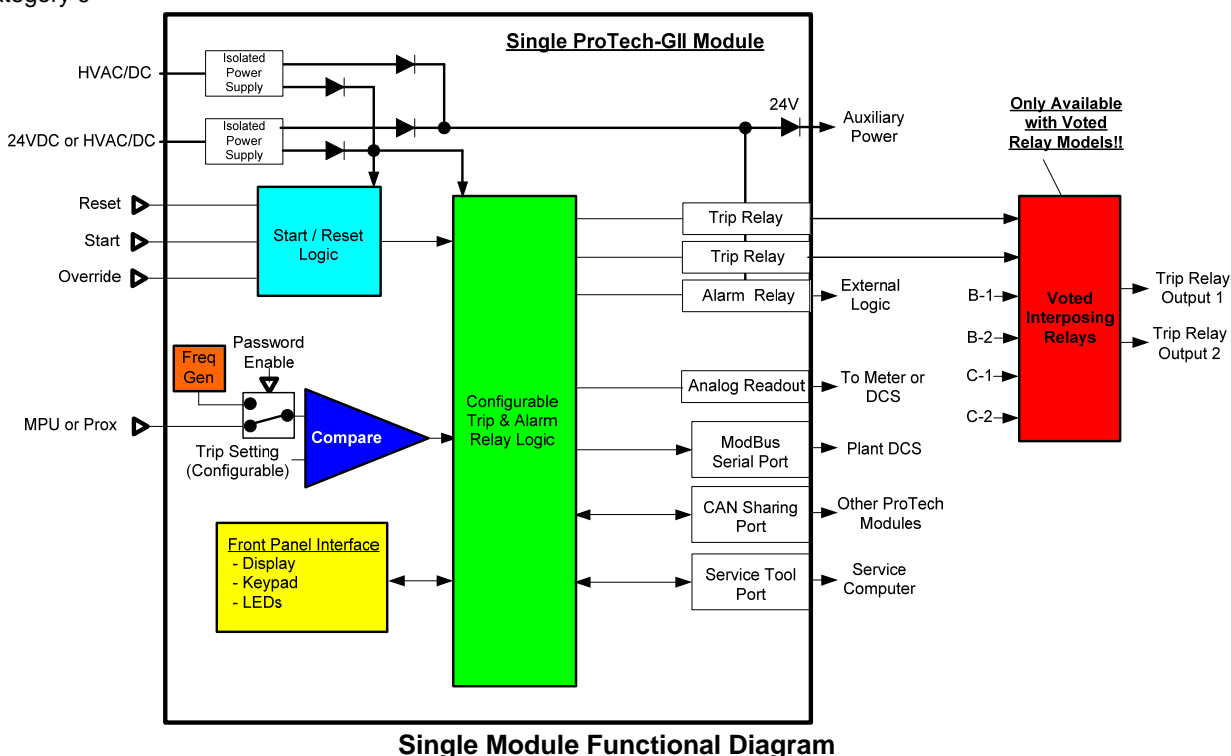 Single ProTech-GII Module
HVAC/DC
Isolated
Power
Supply
24VDC or HVAC/DC
Isolated
Power
Supply
24V
Auxiliary
Power
Only Available
with Voted
Relay Models!!
Reset
Start
Override
Start / Reset
Logic
Trip Relay
Trip Relay
Alarm Relay
External
Logic
B-1
B-2
C-1
C-2
Voted
Interposing
Relays
Trip Relay
Output 1
Trip Relay
Output 2
Password
Enable
Freq
Gen
MPU or Prox
Trip Setting
(Configurable)
Compare
Configurable
Trip & Alarm
Relay Logic
Analog Readout
To Meter or
DCS
ModBus
Serial Port
Plant DCS
CAN Sharing
Port
Other ProTech
Modules
Service Tool
Port
Service
Computer
Front Panel Interface
- Display
- Keypad
- LEDs
Single Module Functional Diagram